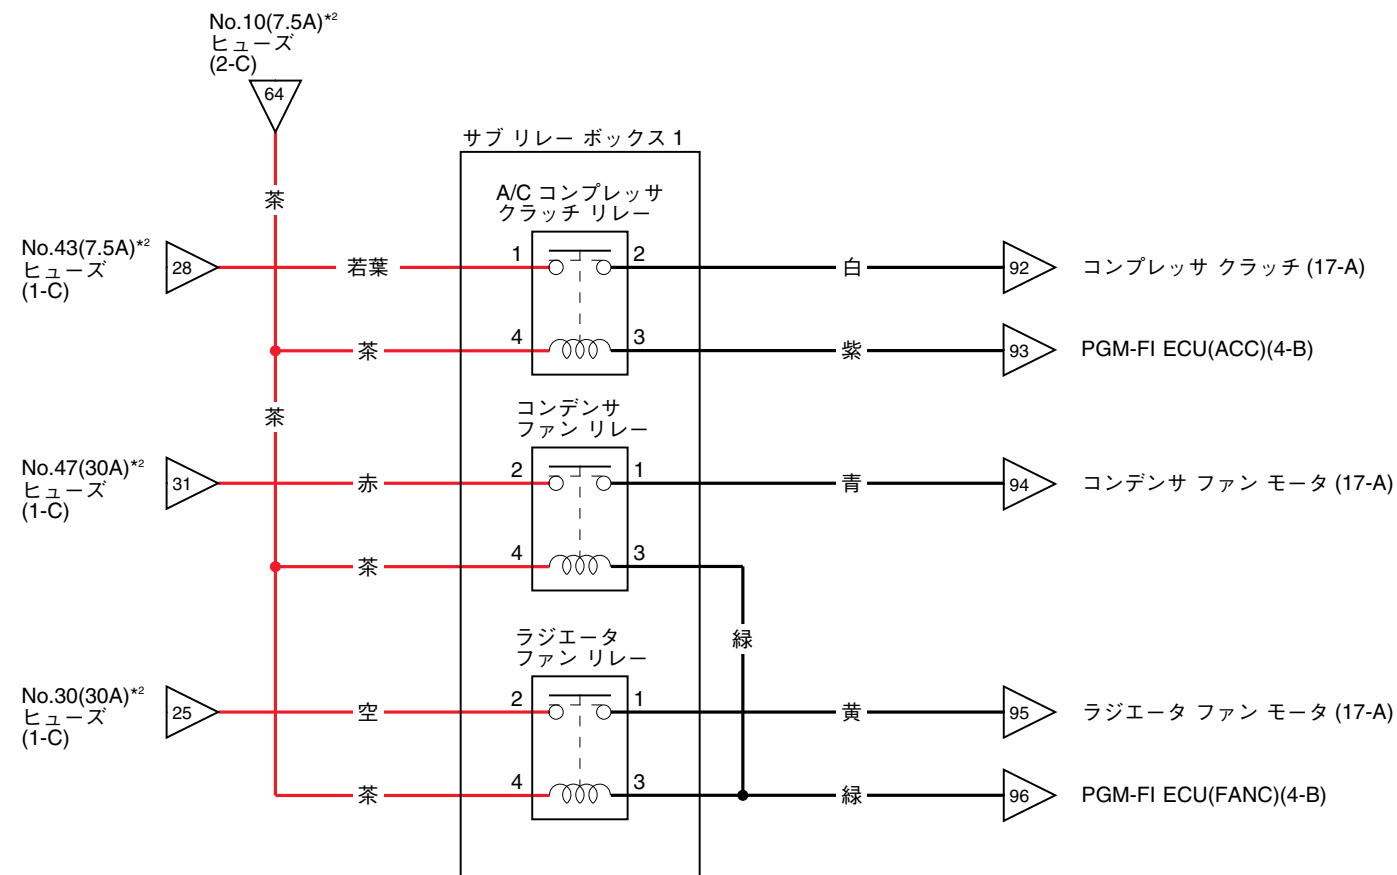 No.10(7.5A)*2
ヒューズ
(2-C)
64
サブ リレー ボックス 1
茶
A/C コンプレッサ
クラッチ リレー
No.43(7.5A)*2
ヒューズ
(1-C)
28
若葉
1
2
白
92
コンプレッサ クラッチ (17-A)
茶
4
3
紫
93
PGM-FI ECU(ACC)(4-B)
茶
コンデンサ
ファン リレー
No.47(30A)*2
ヒューズ
(1-C)
31
赤
2
1
青
94
コンデンサ ファン モータ (17-A)
茶
4
3
緑
ラジエータ
ファン リレー
No.30(30A)*2
ヒューズ
(1-C)
25
空
2
1
黄
95
ラジエータ ファン モータ (17-A)
茶
4
3
緑
96
PGM-FI ECU(FANC)(4-B)